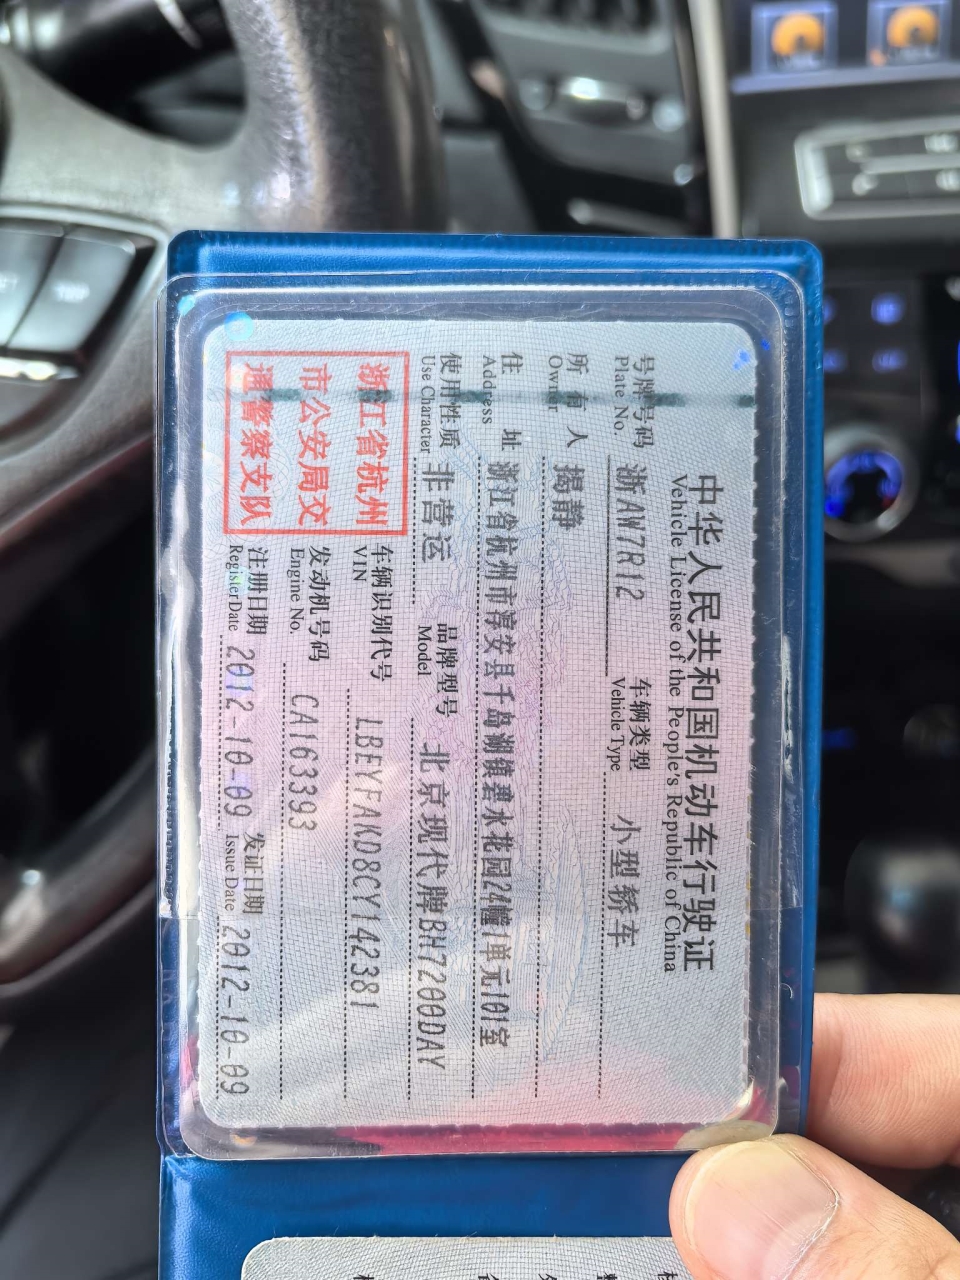 中华人民共和国机动车行驶证
Vehicle License of the People's Republic of China
号牌号码 浙AW7R12 车辆类型 小型轿车
Plate No. Vehicle Type
所有人 揭静
Owner
住址 浙江省杭州市淳安县千岛湖镇碧水花园24幢1单元101室
Address
使用性质 非营运 品牌型号 北京现代牌BH7200DAY
Use Character Model
浙江省杭州
市公安局交
通警察支队
车辆识别代号 LBEYFAKD8CY142381
VIN
发动机号码 CA163393
Engine No.
注册日期 2012-10-09 发证日期 2012-10-09
Register Date Issue Date
TRIP